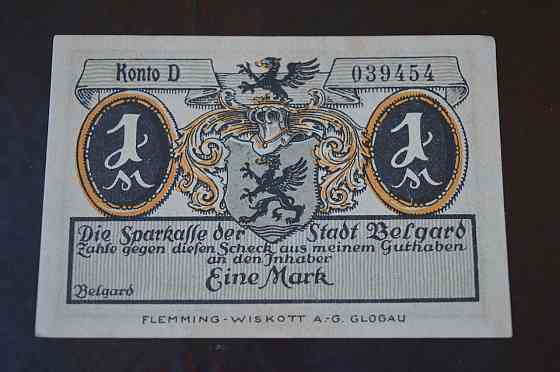 Konto D
039454
1 M
1 M
Die Sparkasse der Stadt Belgard
Zahle gegen diesen Scheck aus meinem Guthaben
an den Inhaber
Eine Mark
Belgard
FLEMMING-WISKOTT A.-G. GLOGAU